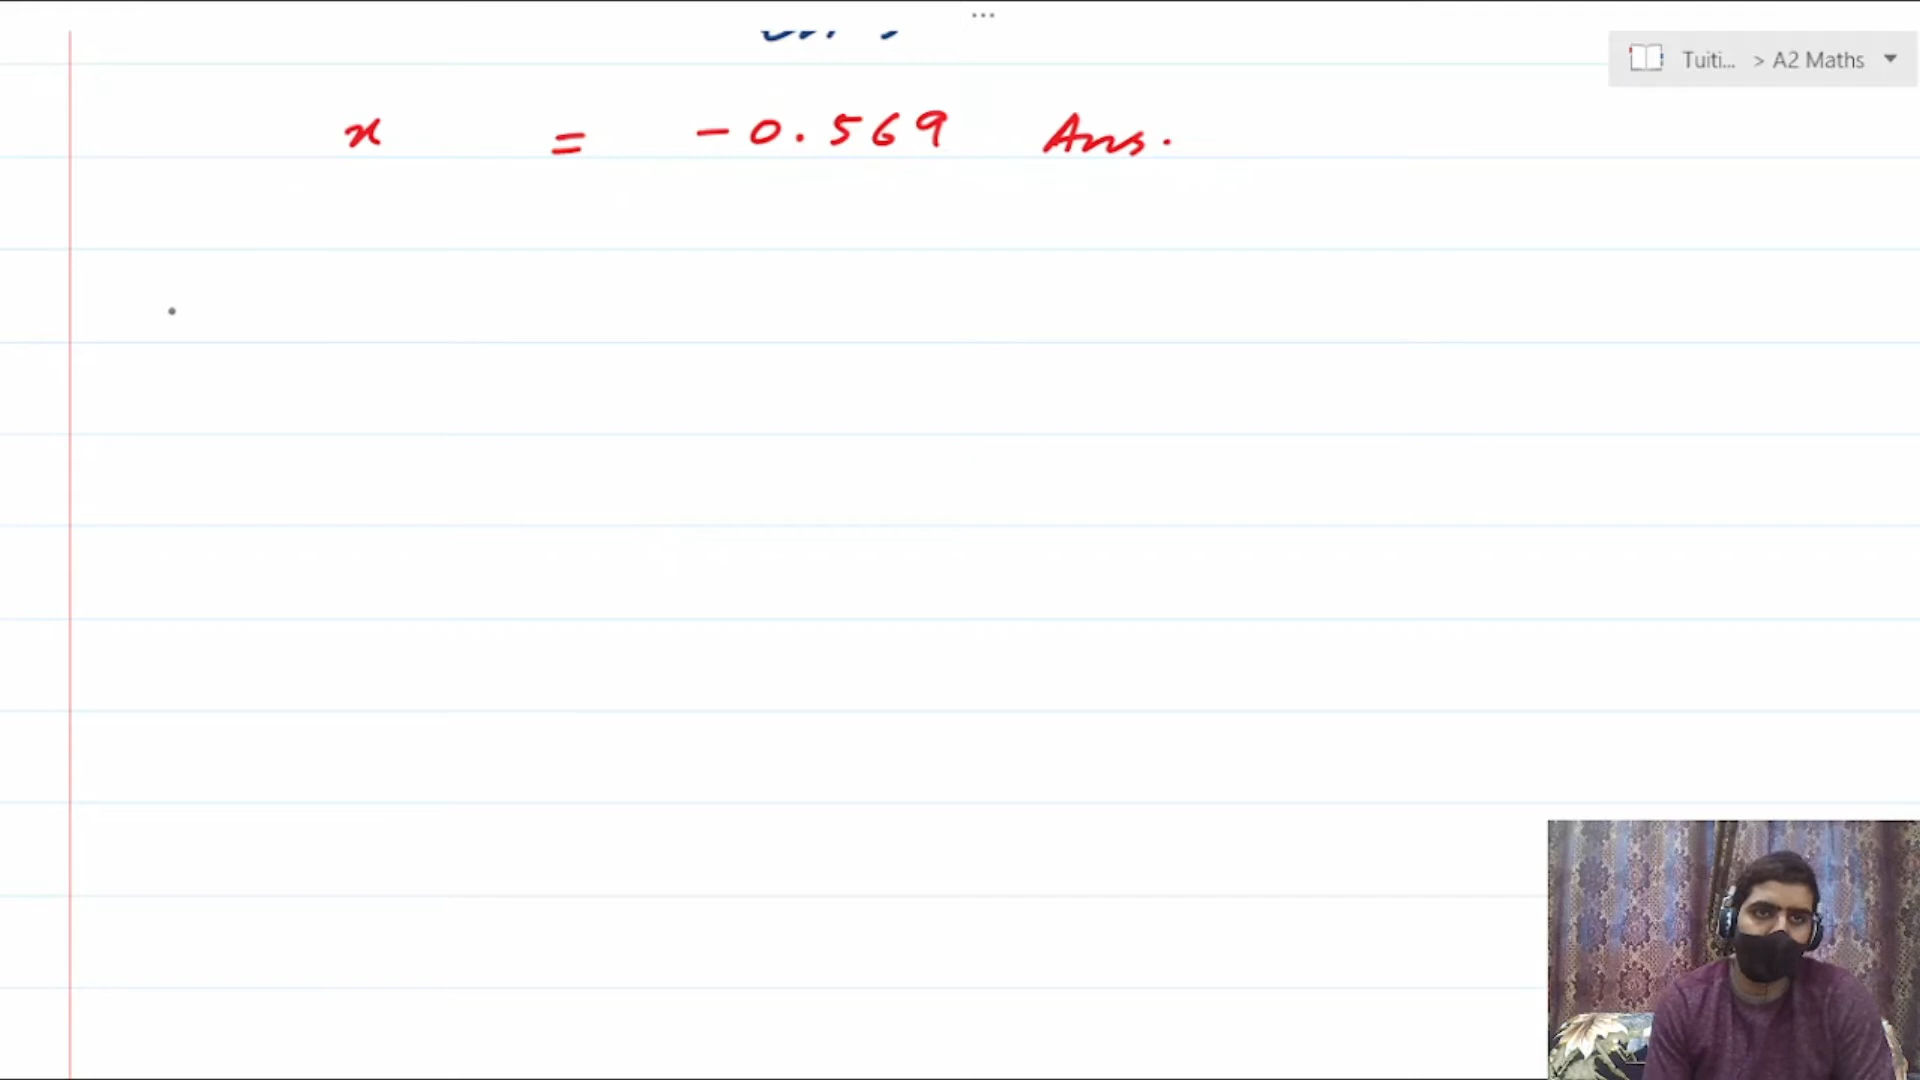 ...
Tuiti... > A2 Maths
x = -0.569 Ans.